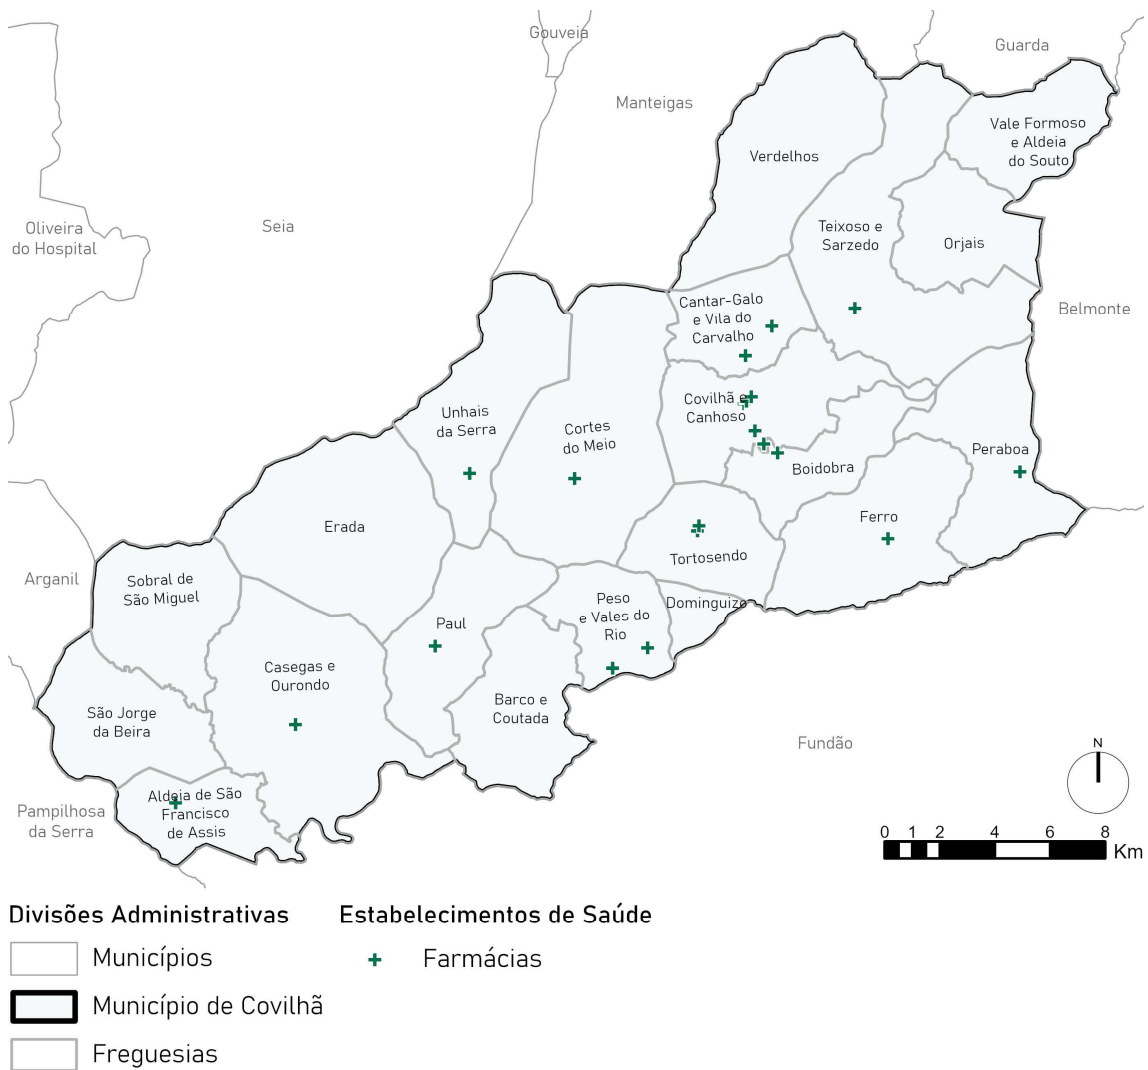 Gouveia
Guarda
Manteigas
Vale Formoso
e Aldeia
do Souto
Verdelhos
Oliveira
do Hospital
Seia
Teixoso e
Sarzedo
Orjais
Belmonte
Cantar-Galo
e Vila do
Carvalho
Covilhã e
Canhoso
Unhais
da Serra
Cortes
do Meio
Peraboa
Boidobra
Ferro
Erada
Tortosendo
Arganil
Sobral de
São Miguel
Dominguizo
Peso
e Vales do
Rio
Paul
Casegas e
Ourondo
Barco e
Coutada
São Jorge
da Beira
Fundão
N
Aldeia de São
Francisco
de Assis
Pampilhosa
da Serra
0 1 2 4 6 8
Km
Divisões Administrativas
Municípios
Município de Covilhã
Freguesias
Estabelecimentos de Saúde
Farmácias